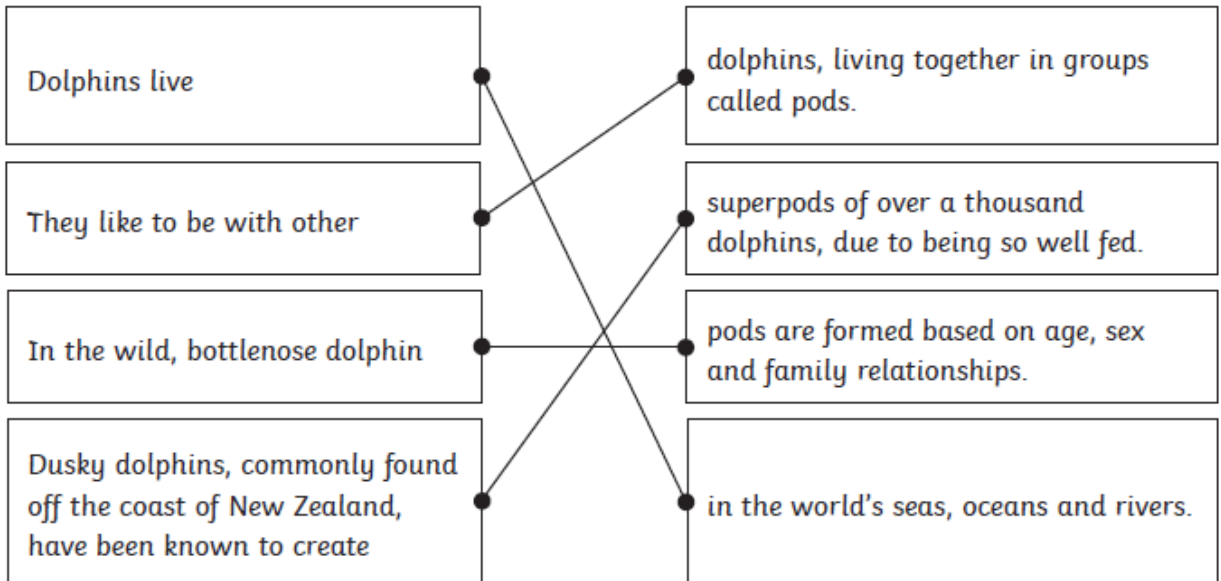 Dolphins live
dolphins, living together in groups
called pods.
They like to be with other
superpods of over a thousand
dolphins, due to being so well fed.
In the wild, bottlenose dolphin
pods are formed based on age, sex
and family relationships.
Dusky dolphins, commonly found
off the coast of New Zealand,
have been known to create
in the world's seas, oceans and rivers.